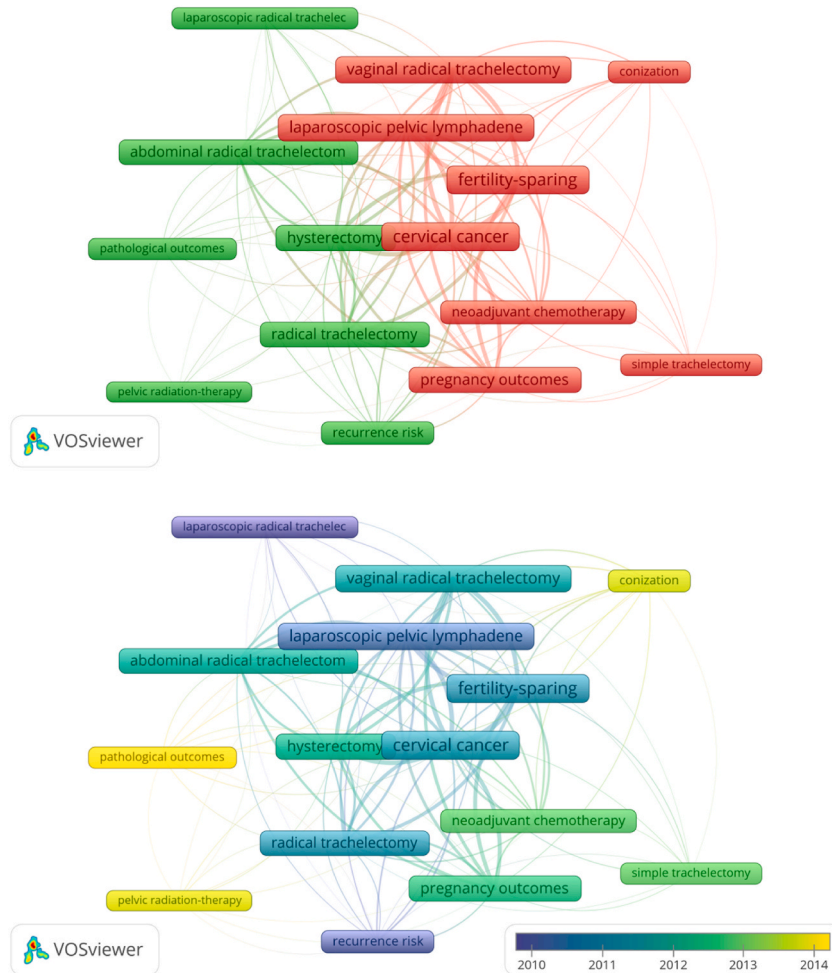 laparoscopic radical trachelec
vaginal radical trachelectomy
conization
laparoscopic pelvic lymphadene
abdominal radical trachelectom
fertility-sparing
hysterectomy
cervical cancer
pathological outcomes
neoadjuvant chemotherapy
radical trachelectomy
simple trachelectomy
pregnancy outcomes
pelvic radiation-therapy
recurrence risk
VOSviewer
laparoscopic radical trachelec
vaginal radical trachelectomy
conization
laparoscopic pelvic lymphadene
abdominal radical trachelectom
fertility-sparing
hysterectomy
cervical cancer
pathological outcomes
neoadjuvant chemotherapy
radical trachelectomy
simple trachelectomy
pregnancy outcomes
pelvic radiation-therapy
recurrence risk
VOSviewer
2010 2011 2012 2013 2014